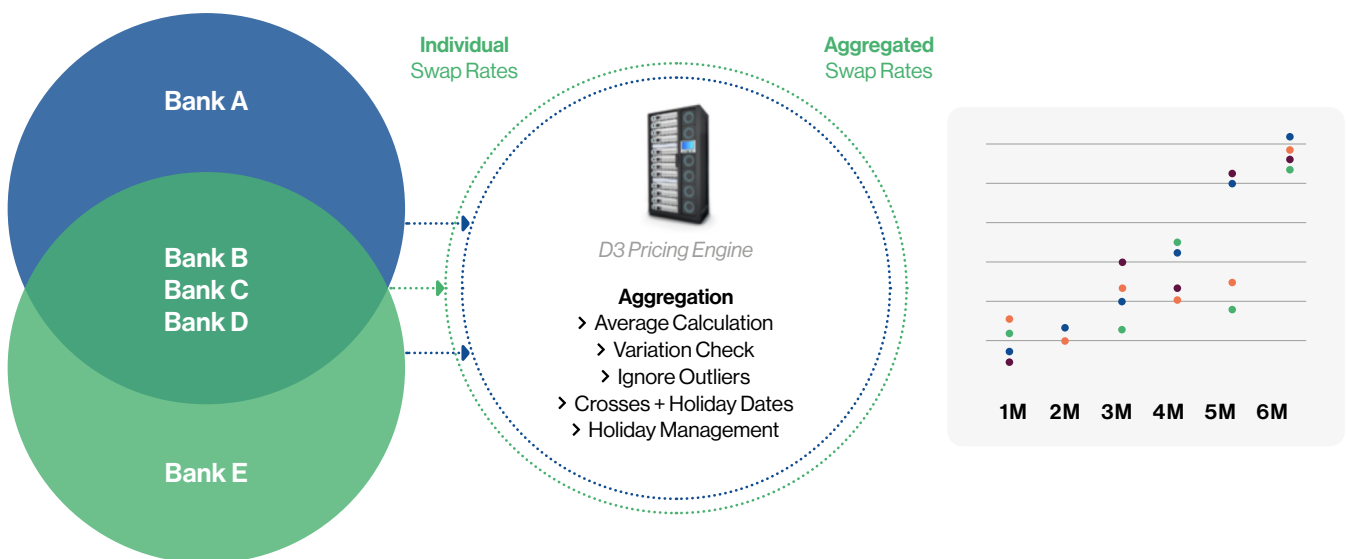 Bank A
Bank B
Bank C
Bank D
Bank E
Individual
Swap Rates
Aggregated
Swap Rates
D3 Pricing Engine
Aggregation
> Average Calculation
> Variation Check
> Ignore Outliers
> Crosses + Holiday Dates
> Holiday Management
1M 2M 3M 4M 5M 6M